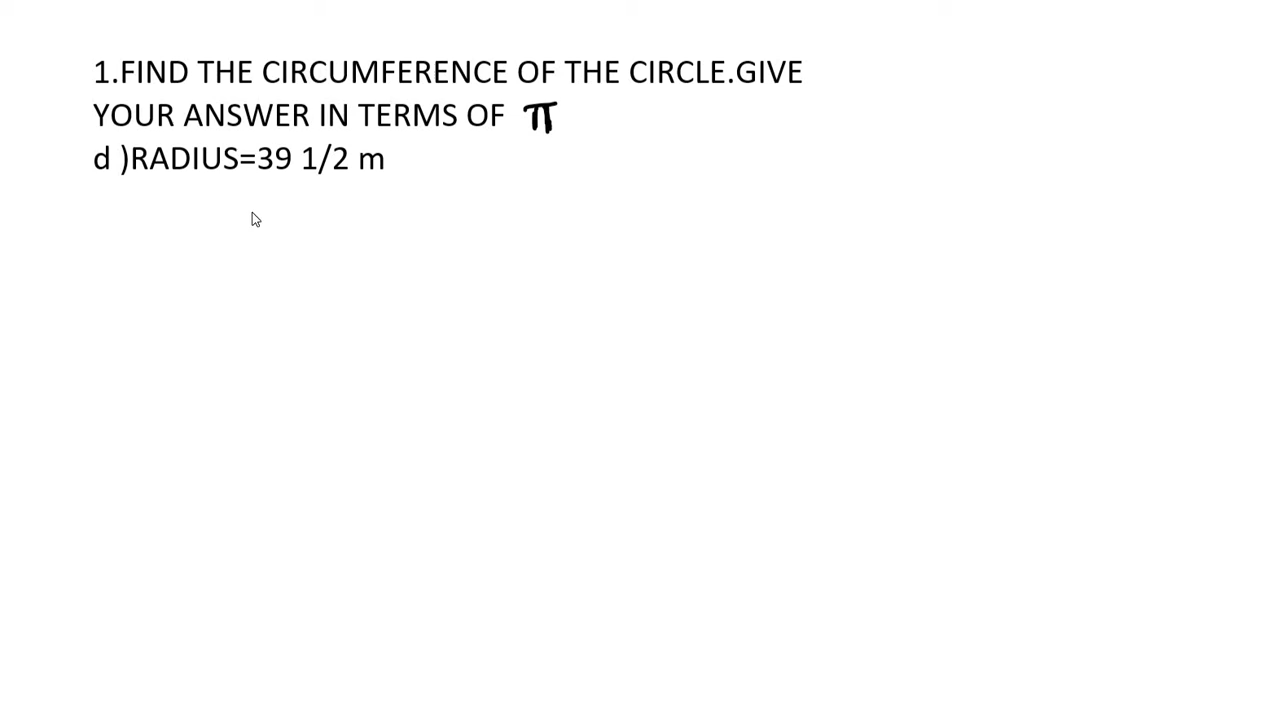 1.FIND THE CIRCUMFERENCE OF THE CIRCLE.GIVE
YOUR ANSWER IN TERMS OF π
d )RADIUS=39 1/2 m